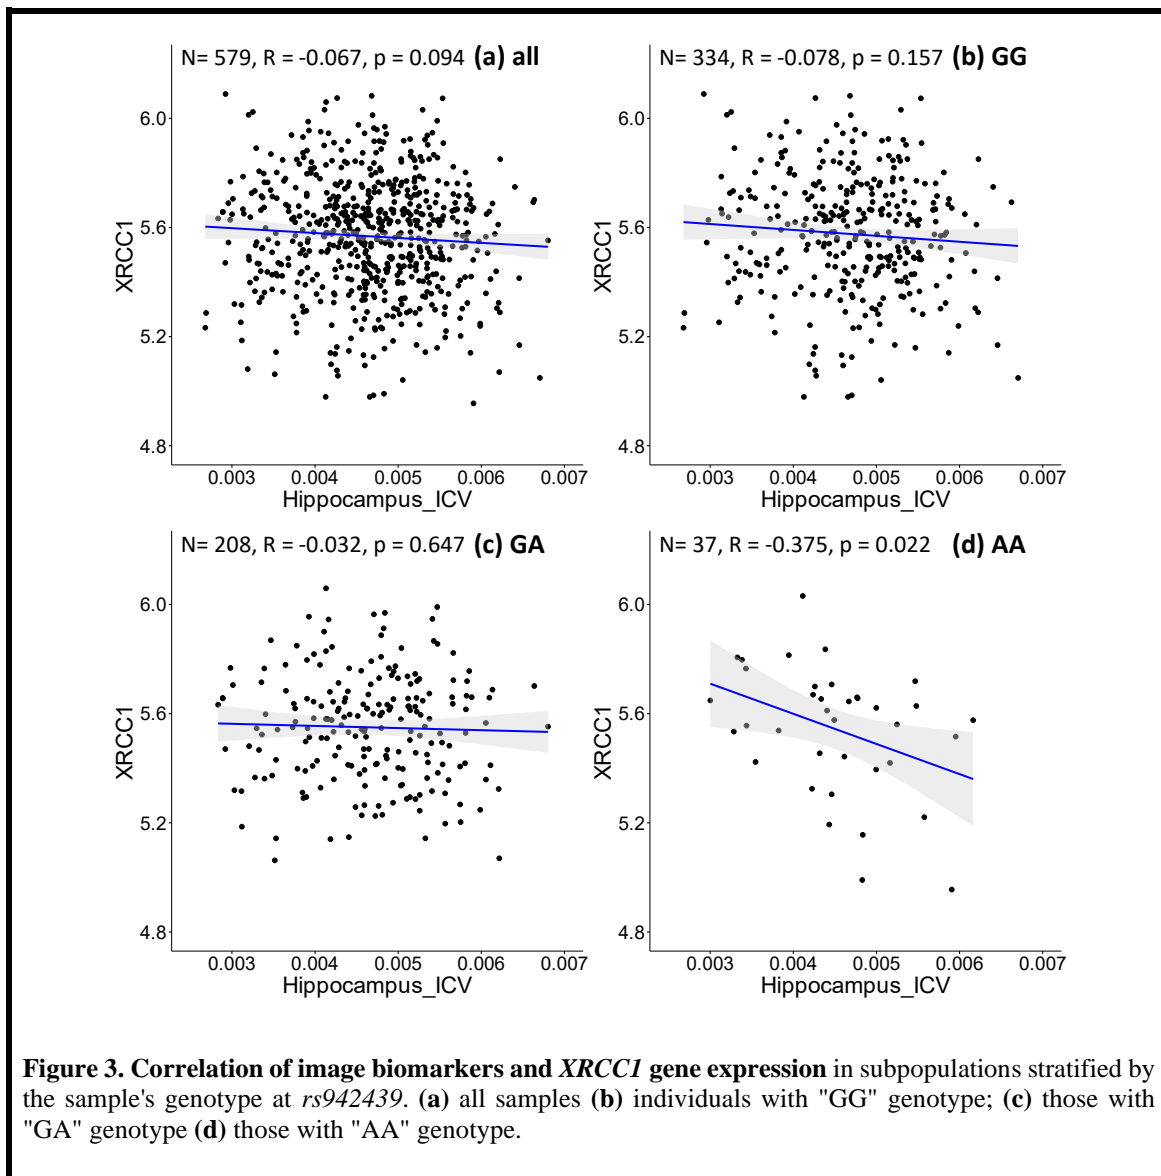 N= 579, R = -0.067, p = 0.094 (a) all
6.0
5.6
5.2
4.8
XRCC1
0.003 0.004 0.005 0.006 0.007
Hippocampus_ICV
N= 334, R = -0.078, p = 0.157 (b) GG
6.0
5.6
5.2
4.8
XRCC1
0.003 0.004 0.005 0.006 0.007
Hippocampus_ICV
N= 208, R = -0.032, p = 0.647 (c) GA
6.0
5.6
5.2
4.8
XRCC1
0.003 0.004 0.005 0.006 0.007
Hippocampus_ICV
N= 37, R = -0.375, p = 0.022 (d) AA
6.0
5.6
5.2
4.8
XRCC1
0.003 0.004 0.005 0.006 0.007
Hippocampus_ICV
Figure 3. Correlation of image biomarkers and XRCC1 gene expression in subpopulations stratified by
the sample's genotype at rs942439. (a) all samples (b) individuals with "GG" genotype; (c) those with
"GA" genotype (d) those with "AA" genotype.